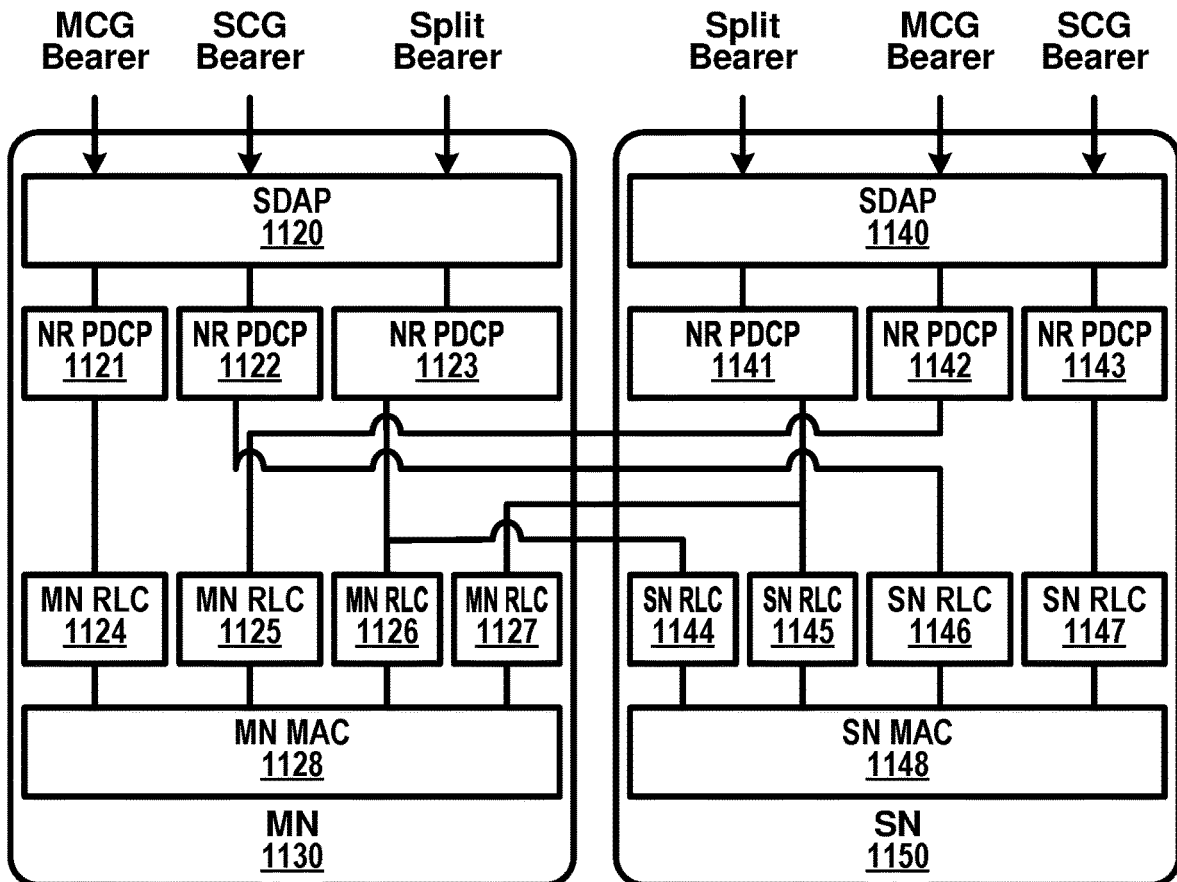 MCG Bearer
SCG Bearer
Split Bearer
Split Bearer
MCG Bearer
SCG Bearer
SDAP
1120
SDAP
1140
NR PDCP
1121
NR PDCP
1122
NR PDCP
1123
NR PDCP
1141
NR PDCP
1142
NR PDCP
1143
MN RLC
1124
MN RLC
1125
MN RLC
1126
MN RLC
1127
SN RLC
1144
SN RLC
1145
SN RLC
1146
SN RLC
1147
MN MAC
1128
SN MAC
1148
MN
1130
SN
1150